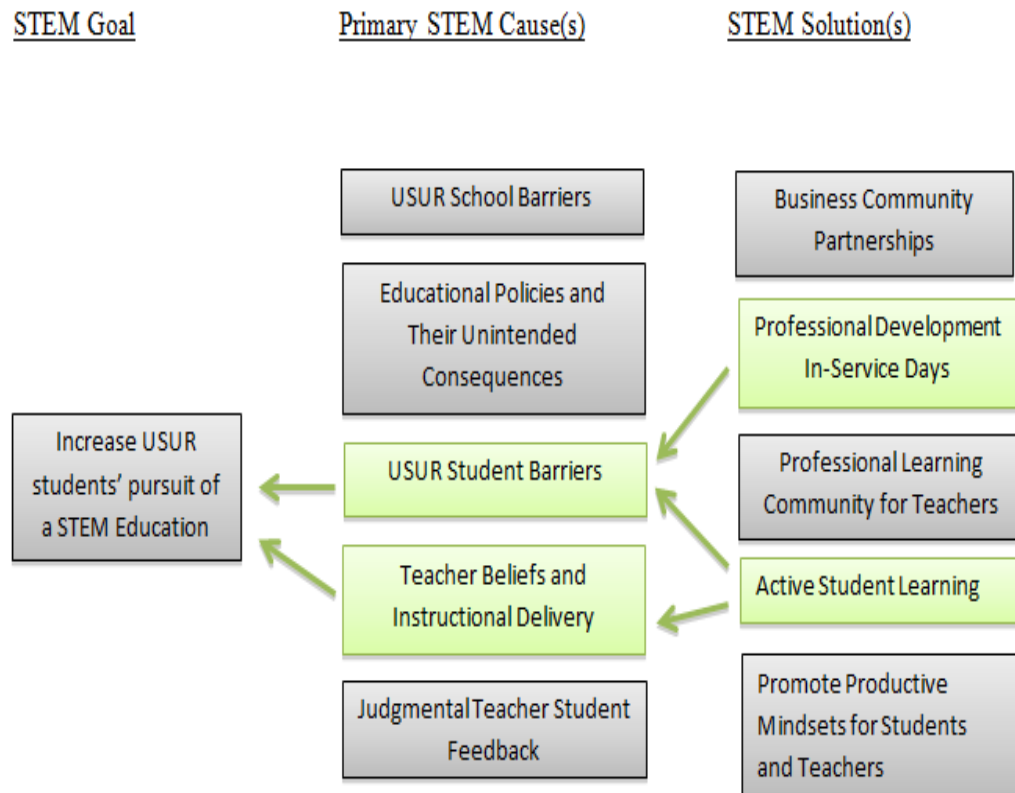 STEM Goal
Primary STEM Cause(s)
STEM Solution(s)
Increase USUR
students’ pursuit of
a STEM Education
USUR School Barriers
Educational Policies and
Their Unintended
Consequences
USUR Student Barriers
Teacher Beliefs and
Instructional Delivery
Judgmental Teacher Student
Feedback
Business Community
Partnerships
Professional Development
In-Service Days
Professional Learning
Community for Teachers
Active Student Learning
Promote Productive
Mindsets for Students
and Teachers